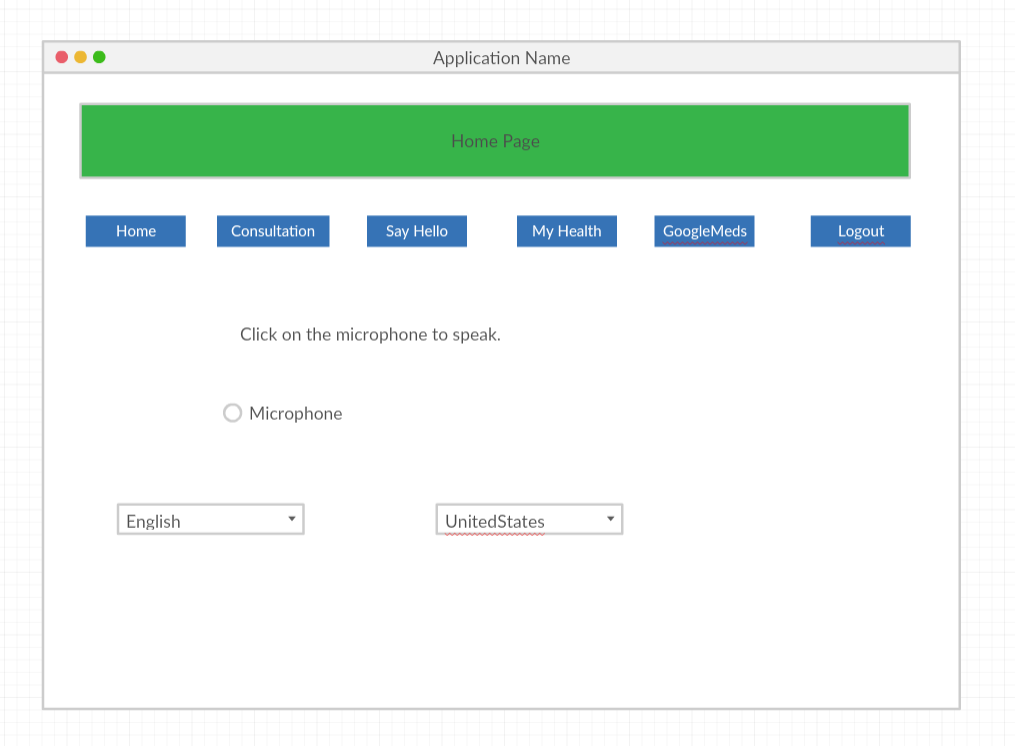 Application Name
Home Page
Home Consultation Say Hello My Health GoogleMeds Logout
Click on the microphone to speak.
Microphone
English UnitedStates